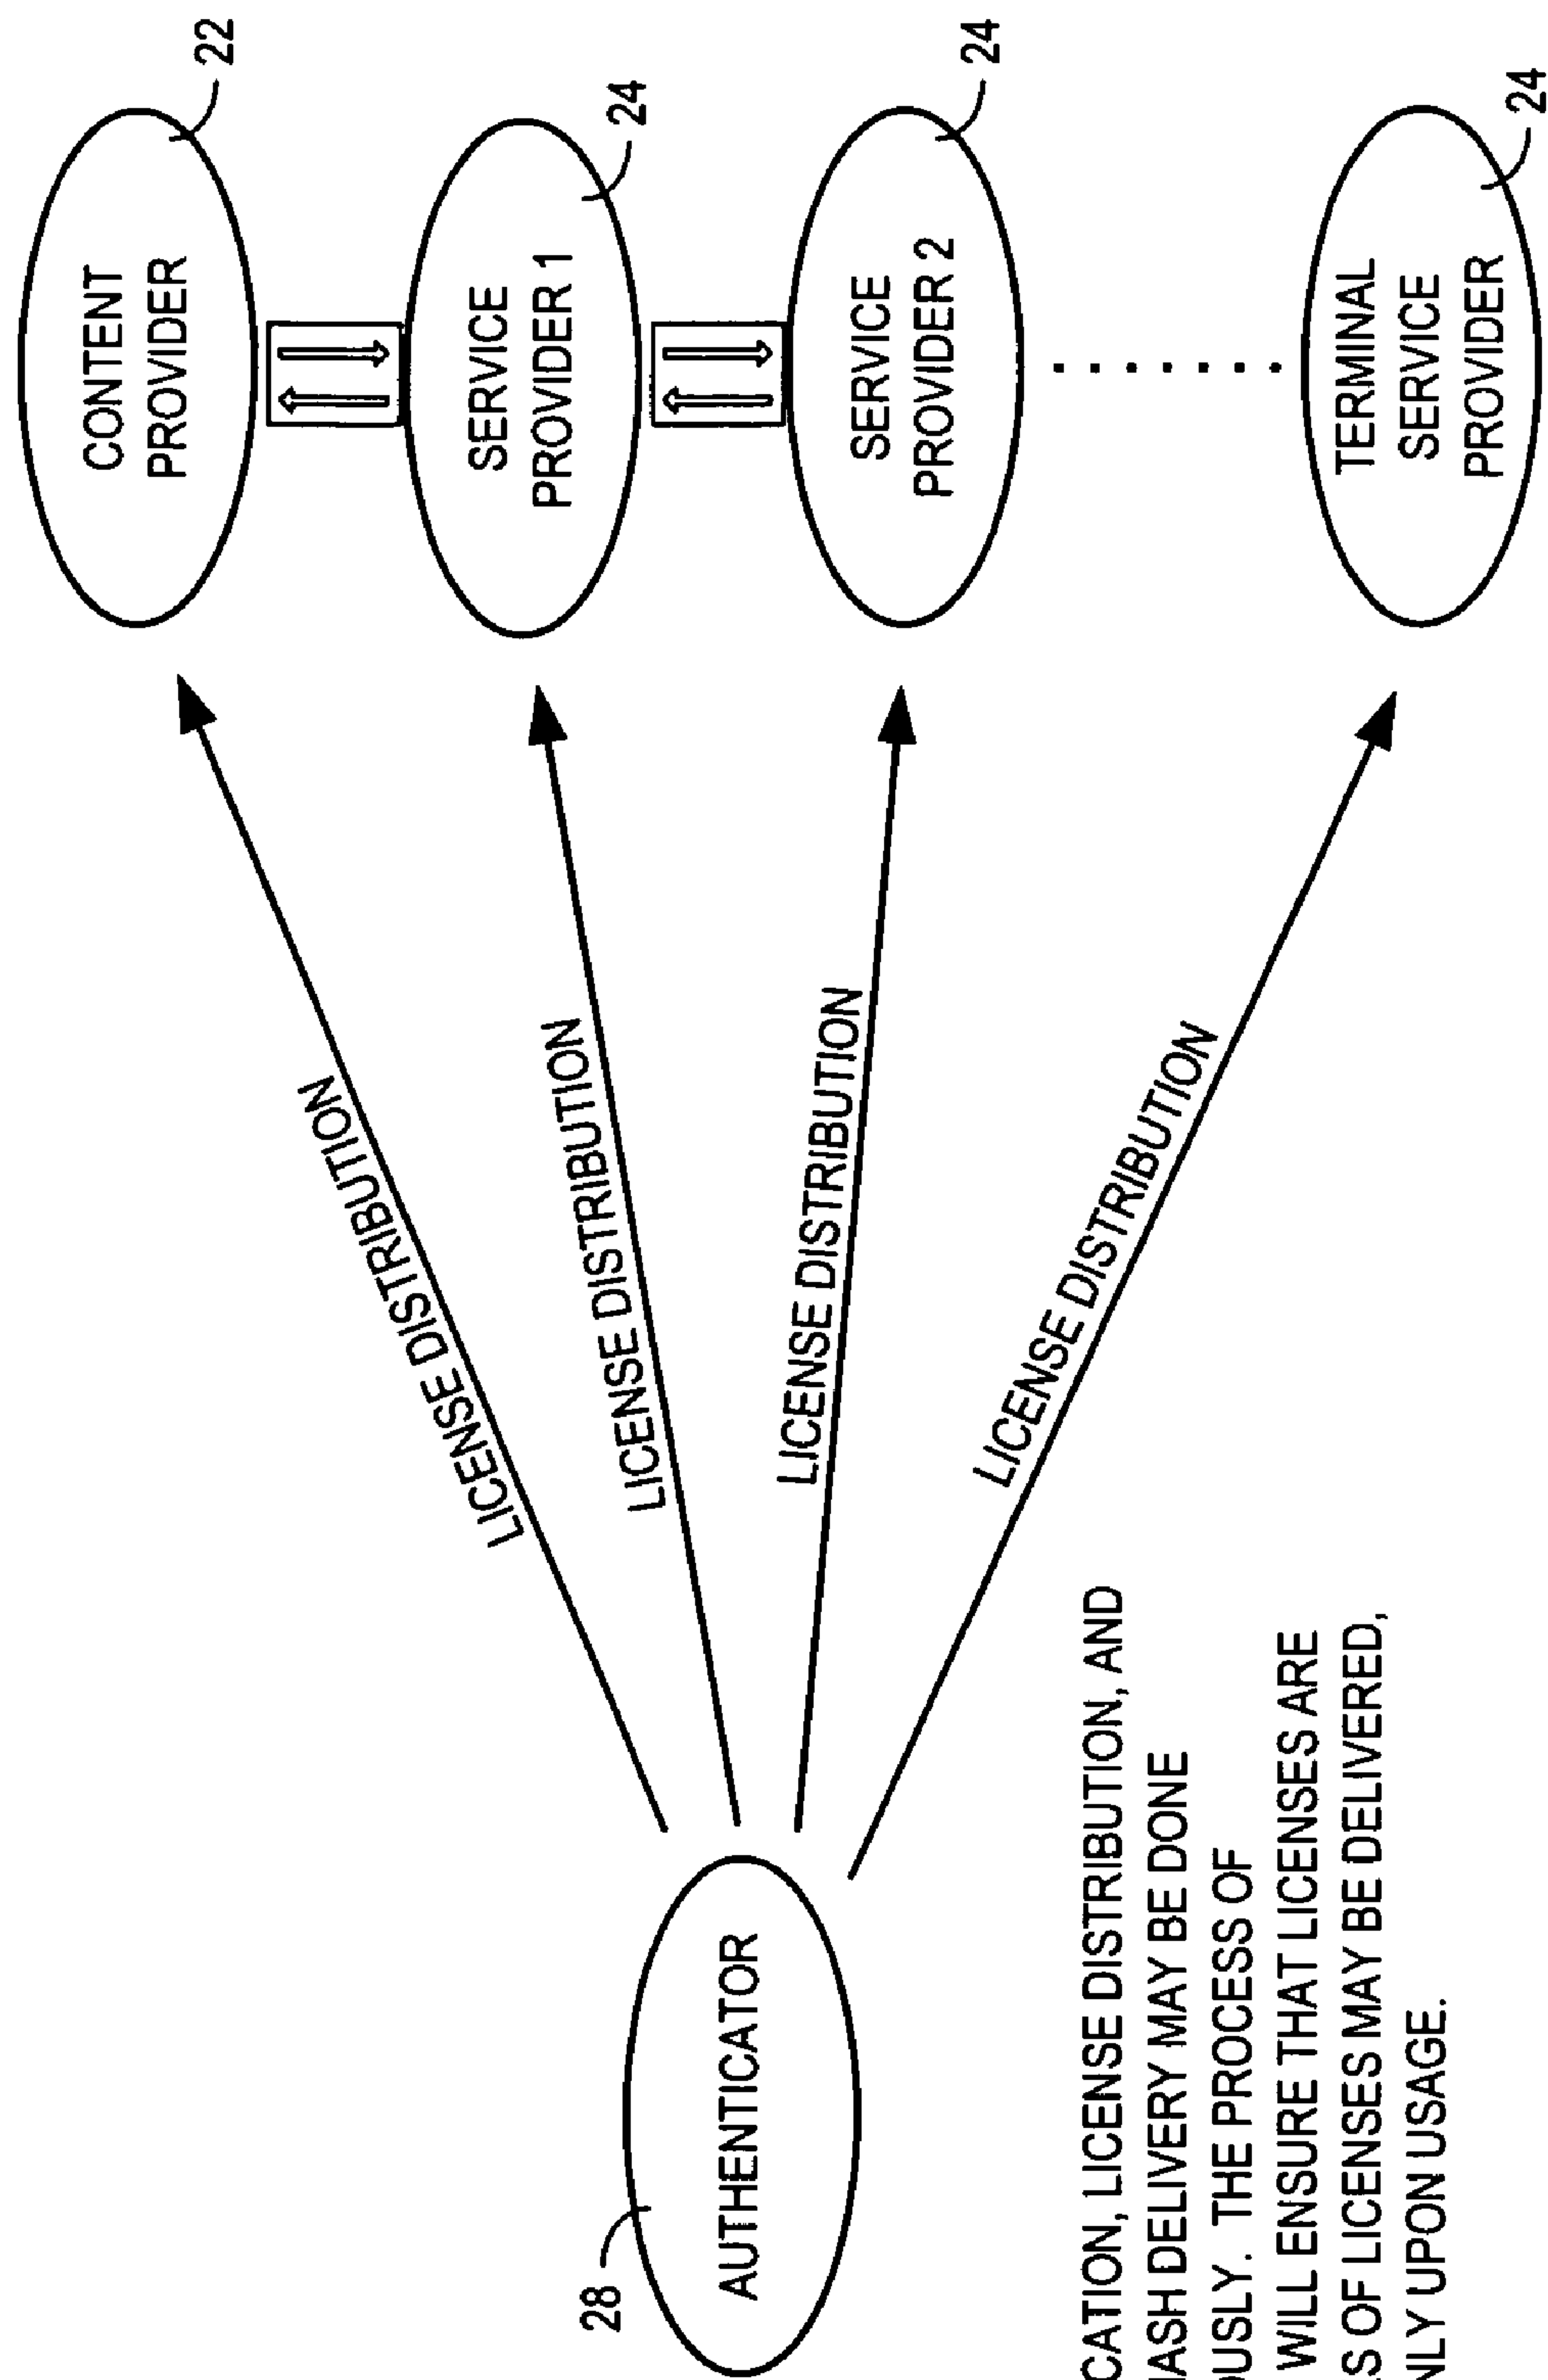 CONTENT
PROVIDER
22
SERVICE
PROVIDER 1
24
SERVICE
PROVIDER 2
24
TERMINAL
SERVICE
PROVIDER
24
LICENSE DISTRIBUTION
LICENSE DISTRIBUTION
LICENSE DISTRIBUTION
LICENSE DISTRIBUTION
28
AUTHENTICATOR
CATION, LICENSE DISTRIBUTION, AND
ASH DELIVERY MAY BE DONE
OUSLY. THE PROCESS OF
WILL ENSURE THAT LICENSES ARE
S OF LICENSES MAY BE DELIVERED,
NLY UPON USAGE.